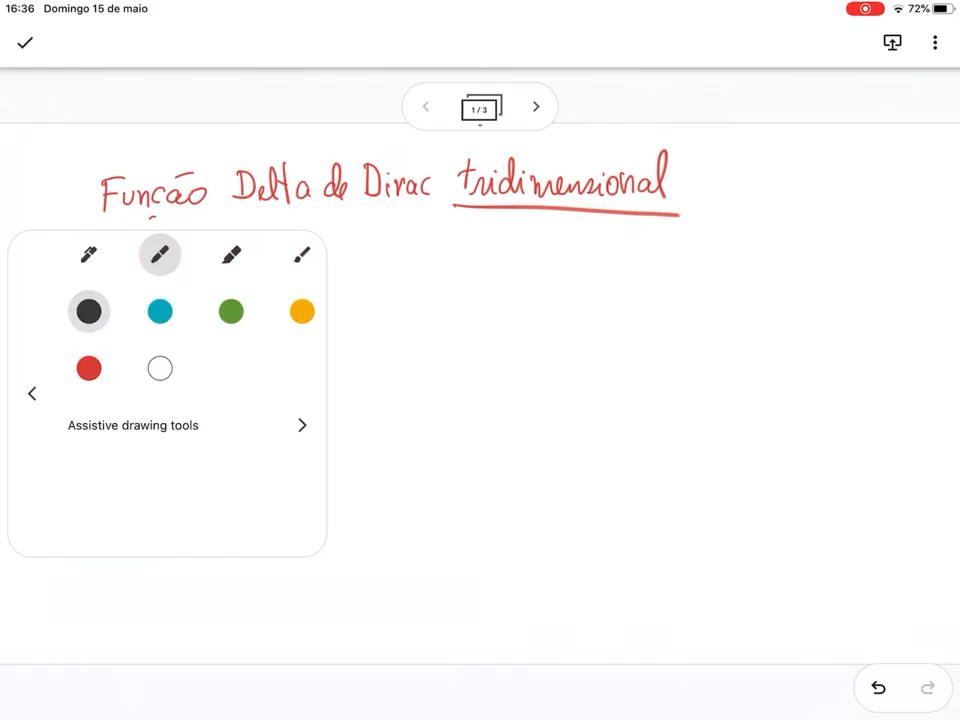 16:36 Domingo 15 de maio 72%
1 / 3
Função Delta de Dirac tridimensional
Assistive drawing tools